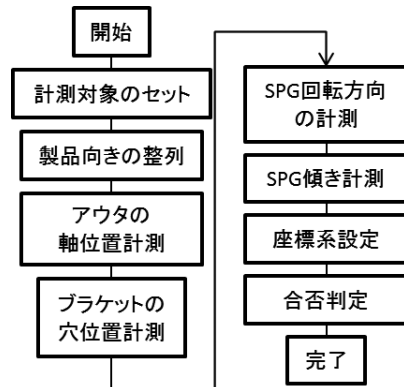 開始
計測対象のセット
製品向きの整列
アウタの
軸位置計測
ブラケットの
穴位置計測
SPG回転方向
の計測
SPG傾き計測
座標系設定
合否判定
完了